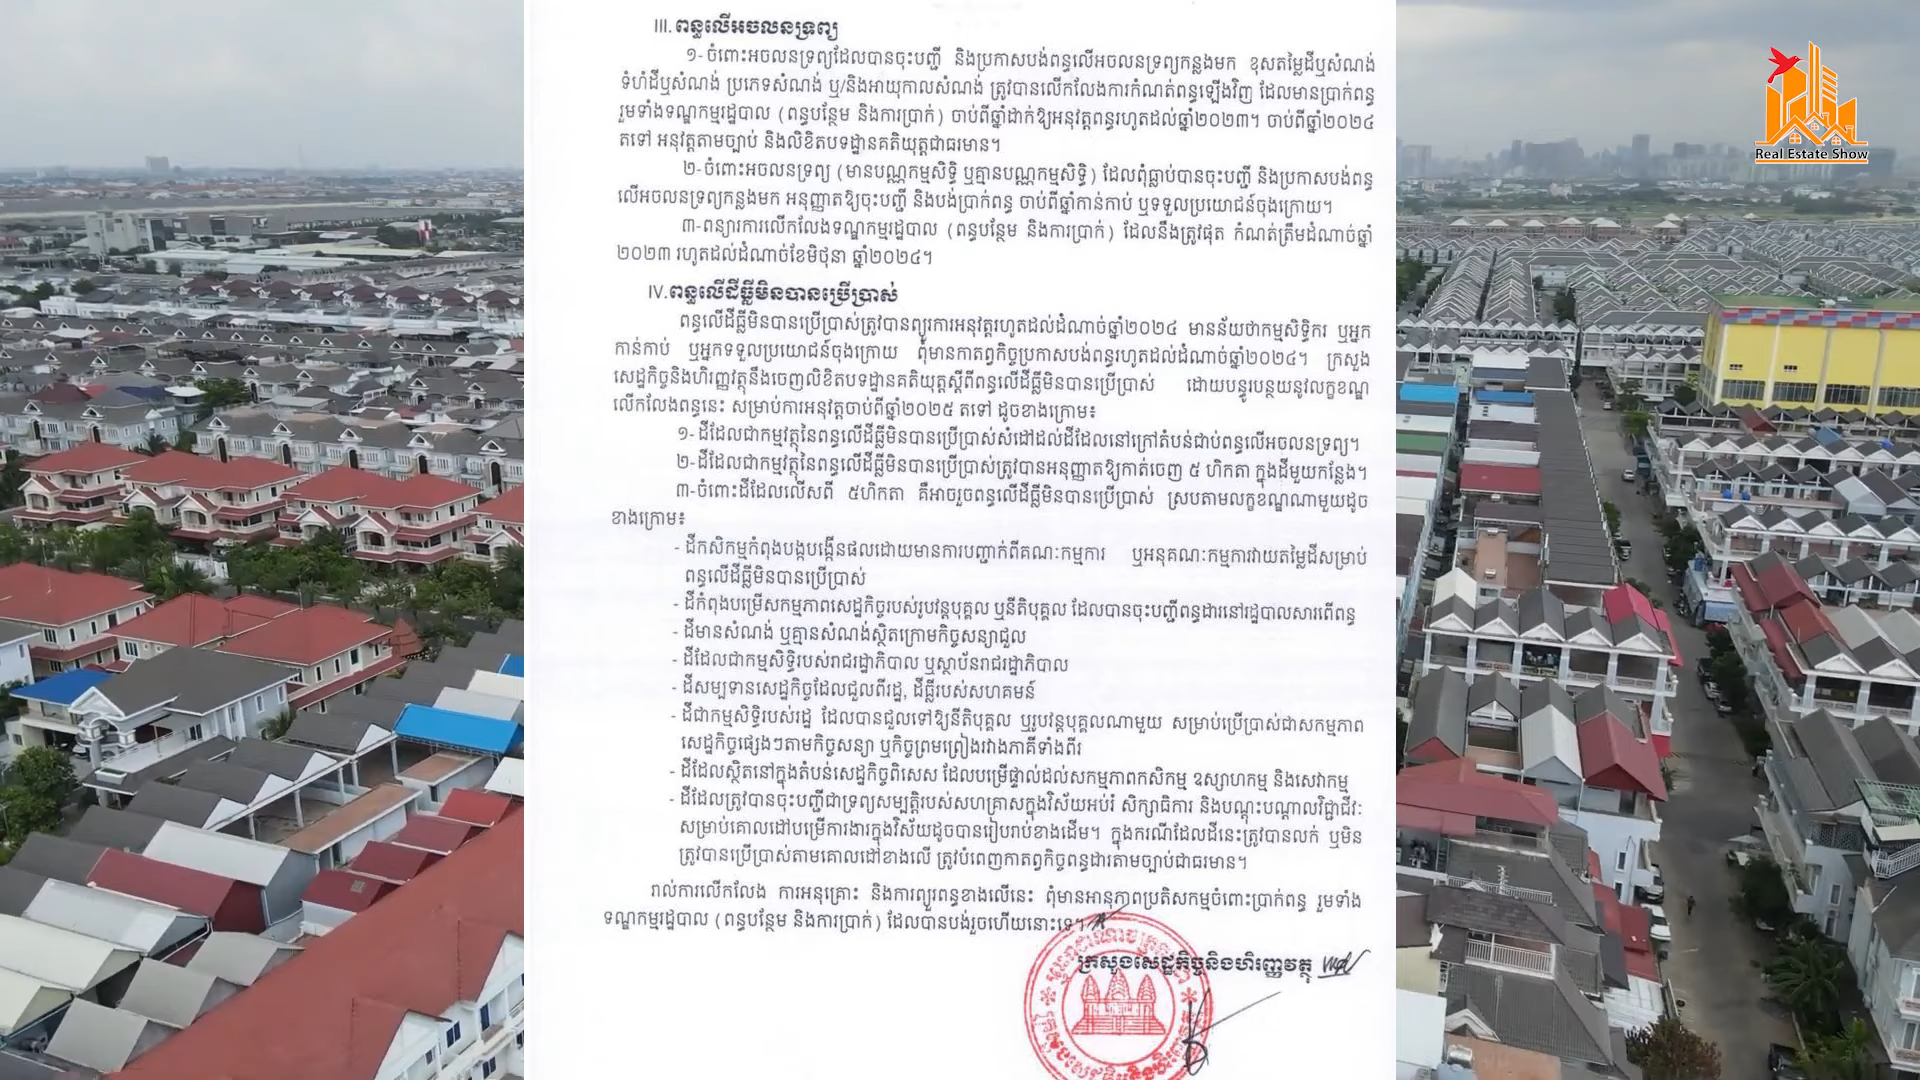 III. ពន្ធលើអចលនទ្រព្យ
១- ចំពោះអចលនទ្រព្យដែលបានចុះបញ្ជី និងប្រកាសបង់ពន្ធលើអចលនទ្រព្យកន្លងមក ខុសតម្លៃដីឬសំណង់
ទំហំដីឬសំណង់ ប្រភេទសំណង់ ឬ/និងអាយុកាលសំណង់ ត្រូវបានលើកលែងការកំណត់ពន្ធឡើងវិញ ដែលមានប្រាក់ពន្ធ
រួមទាំងទណ្ឌកម្មរដ្ឋបាល (ពន្ធបន្ថែម និងការប្រាក់) ចាប់ពីឆ្នាំដាក់ឱ្យអនុវត្តពន្ធរហូតដល់ឆ្នាំ២០២៣។ ចាប់ពីឆ្នាំ២០២៤
តទៅ អនុវត្តតាមច្បាប់ និងលិខិតបទដ្ឋានគតិយុត្តជាធរមាន។
២-ចំពោះអចលនទ្រព្យ (មានបណ្ណកម្មសិទ្ធិ ឬគ្មានបណ្ណកម្មសិទ្ធិ) ដែលពុំធ្លាប់បានចុះបញ្ជី និងប្រកាសបង់ពន្ធ
លើអចលនទ្រព្យកន្លងមក អនុញ្ញាតឱ្យចុះបញ្ជី និងបង់ប្រាក់ពន្ធ ចាប់ពីឆ្នាំកាន់កាប់ ឬទទួលប្រយោជន៍ចុងក្រោយ។
៣-ពន្យារការលើកលែងទណ្ឌកម្មរដ្ឋបាល (ពន្ធបន្ថែម និងការប្រាក់) ដែលនឹងត្រូវផុត កំណត់ត្រឹមដំណាច់ឆ្នាំ
២០២៣ រហូតដល់ដំណាច់ខែមិថុនា ឆ្នាំ២០២៤។
IV.ពន្ធលើដីធ្លីមិនបានប្រើប្រាស់
ពន្ធលើដីធ្លីមិនបានប្រើប្រាស់ត្រូវបានព្យួរការអនុវត្តរហូតដល់ដំណាច់ឆ្នាំ២០២៤ មានន័យថាកម្មសិទ្ធិករ ឬអ្នក
កាន់កាប់ ឬអ្នកទទួលប្រយោជន៍ចុងក្រោយ ពុំមានកាតព្វកិច្ចប្រកាសបង់ពន្ធរហូតដល់ដំណាច់ឆ្នាំ២០២៤។ ក្រសួង
សេដ្ឋកិច្ចនិងហិរញ្ញវត្ថុនឹងចេញលិខិតបទដ្ឋានគតិយុត្តស្តីពីពន្ធលើដីធ្លីមិនបានប្រើប្រាស់ ដោយបន្ធូរបន្ថយនូវលក្ខខណ្ឌ
លើកលែងពន្ធនេះ សម្រាប់ការអនុវត្តចាប់ពីឆ្នាំ២០២៥ តទៅ ដូចខាងក្រោម៖
១- ដីដែលជាកម្មវត្ថុនៃពន្ធលើដីធ្លីមិនបានប្រើប្រាស់សំដៅដល់ដីដែលនៅក្រៅតំបន់ជាប់ពន្ធលើអចលនទ្រព្យ។
២-ដីដែលជាកម្មវត្ថុនៃពន្ធលើដីធ្លីមិនបានប្រើប្រាស់ត្រូវបានអនុញ្ញាតឱ្យកាត់ចេញ ៥ ហិកតា ក្នុងដីមួយកន្លែង។
៣-ចំពោះដីដែលលើសពី ៥ហិកតា គឺអាចរួចពន្ធលើដីធ្លីមិនបានប្រើប្រាស់ ស្របតាមលក្ខខណ្ឌណាមួយដូច
ខាងក្រោម៖
- ដីកសិកម្មកំពុងបង្កបង្កើនផលដោយមានការបញ្ជាក់ពីគណៈកម្មការ ឬអនុគណៈកម្មការវាយតម្លៃដីសម្រាប់
ពន្ធលើដីធ្លីមិនបានប្រើប្រាស់
- ដីកំពុងបម្រើសកម្មភាពសេដ្ឋកិច្ចរបស់រូបវន្តបុគ្គល ឬនីតិបុគ្គល ដែលបានចុះបញ្ជីពន្ធដារនៅរដ្ឋបាលសារពើពន្ធ
- ដីមានសំណង់ ឬគ្មានសំណង់ស្ថិតក្រោមកិច្ចសន្យាជួល
- ដីដែលជាកម្មសិទ្ធិរបស់រាជរដ្ឋាភិបាល ឬស្ថាប័នរាជរដ្ឋាភិបាល
- ដីសម្បទានសេដ្ឋកិច្ចដែលជួលពីរដ្ឋ, ដីធ្លីរបស់សហគមន៍
- ដីជាកម្មសិទ្ធិរបស់រដ្ឋ ដែលបានជួលទៅឱ្យនីតិបុគ្គល ឬរូបវន្តបុគ្គលណាមួយ សម្រាប់ប្រើប្រាស់ជាសកម្មភាព
សេដ្ឋកិច្ចផ្សេងៗតាមកិច្ចសន្យា ឬកិច្ចព្រមព្រៀងរវាងភាគីទាំងពីរ
- ដីដែលស្ថិតនៅក្នុងតំបន់សេដ្ឋកិច្ចពិសេស ដែលបម្រើផ្ទាល់ដល់សកម្មភាពកសិកម្ម ឧស្សាហកម្ម និងសេវាកម្ម
- ដីដែលត្រូវបានចុះបញ្ជីជាទ្រព្យសម្បត្តិរបស់សហគ្រាសក្នុងវិស័យអប់រំ សិក្សាធិការ និងបណ្តុះបណ្តាលវិជ្ជាជីវៈ
សម្រាប់គោលដៅបម្រើការងារក្នុងវិស័យដូចបានរៀបរាប់ខាងដើម។ ក្នុងករណីដែលដីនេះត្រូវបានលក់ ឬមិន
ត្រូវបានប្រើប្រាស់តាមគោលដៅខាងលើ ត្រូវបំពេញកាតព្វកិច្ចពន្ធដារតាមច្បាប់ជាធរមាន។
រាល់ការលើកលែង ការអនុគ្រោះ និងការព្យួរពន្ធខាងលើនេះ ពុំមានអានុភាពប្រតិសកម្មចំពោះប្រាក់ពន្ធ រួមទាំង
ទណ្ឌកម្មរដ្ឋបាល (ពន្ធបន្ថែម និងការប្រាក់) ដែលបានបង់រួចហើយនោះទេ។
ក្រសួងសេដ្ឋកិច្ចនិងហិរញ្ញវត្ថុ
Real Estate Show